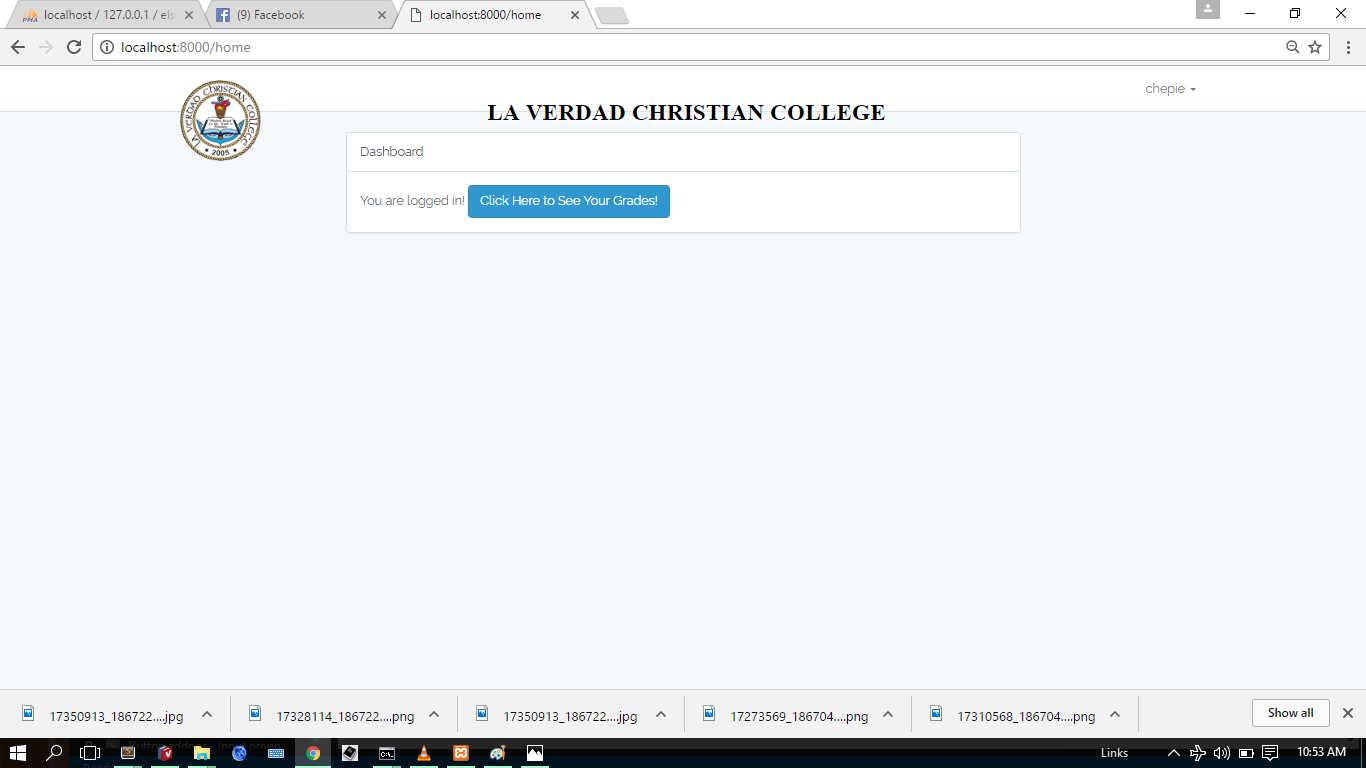 localhost / 127.0.0.1 / els
(9) Facebook
localhost:8000/home
localhost:8000/home
chepie
LA VERDAD CHRISTIAN COLLEGE
LA VERDAD CHRISTIAN COLLEGE
• 2005 •
Dashboard
You are logged in! Click Here to See Your Grades!
17350913_186722....jpg
17328114_186722....png
17350913_186722....jpg
17273569_186704....png
17310568_186704....png
Show all
Links
10:53 AM